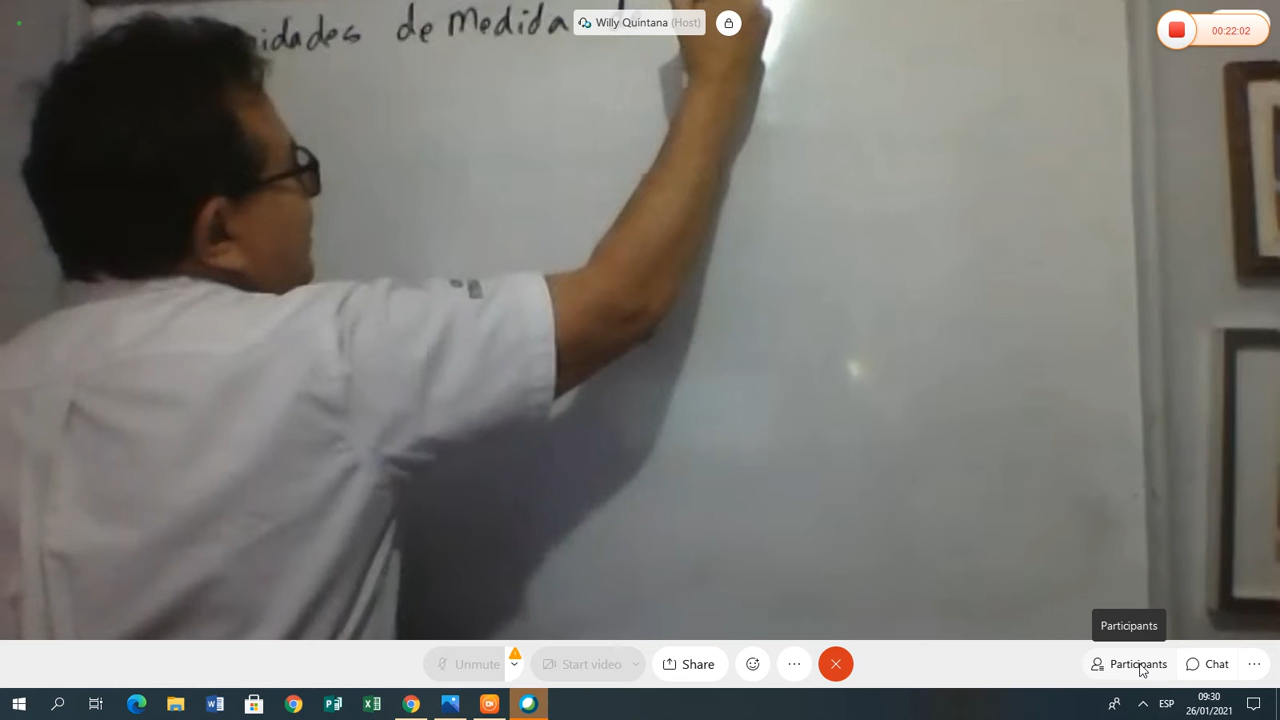 idades de Medida de
Willy Quintana (Host)
00:22:02
Participants
Unmute
Start video
Share
Participants
Chat
ESP
09:30
26/01/2021